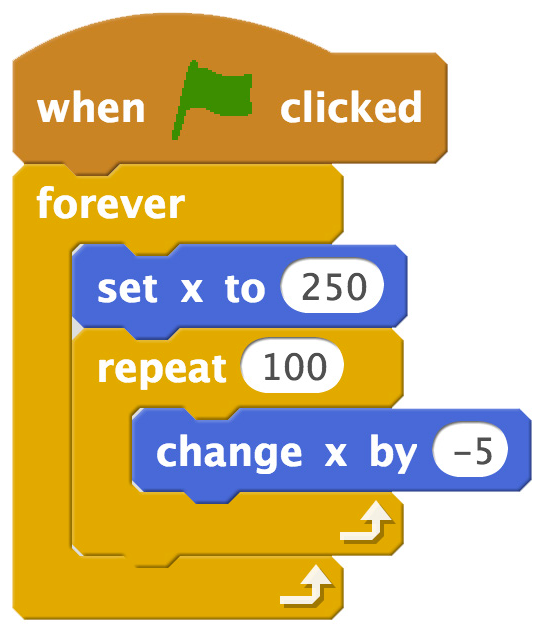 when clicked
forever
set x to 250
repeat 100
change x by -5